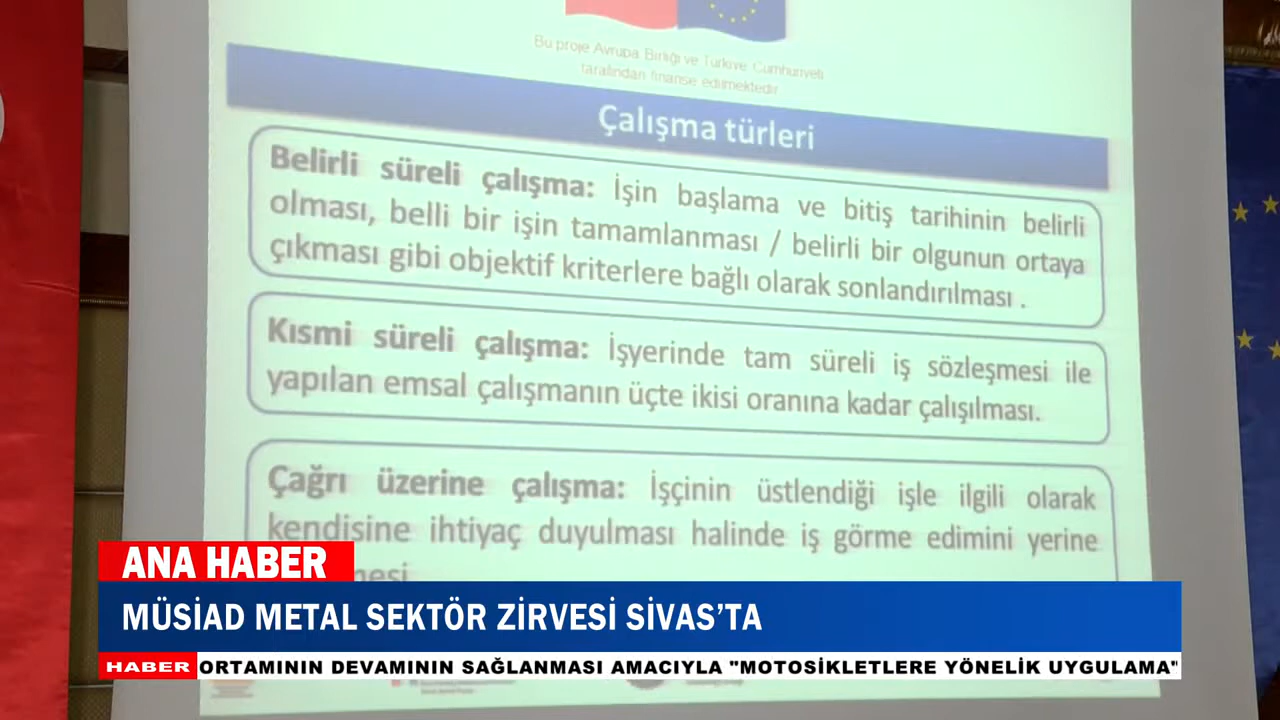 Bu proje Avrupa Birliği ve Türkiye Cumhuriyeti
tarafından finanse edilmektedir
Çalışma türleri
Belirli süreli çalışma: İşin başlama ve bitiş tarihinin belirli
olması, belli bir işin tamamlanması / belirli bir olgunun ortaya
çıkması gibi objektif kriterlere bağlı olarak sonlandırılması .
Kısmi süreli çalışma: İşyerinde tam süreli iş sözleşmesi ile
yapılan emsal çalışmanın üçte ikisi oranına kadar çalışılması.
Çağrı üzerine çalışma: İşçinin üstlendiği işle ilgili olarak
kendisine ihtiyaç duyulması halinde iş görme edimini yerine
ANA HABER
MÜSİAD METAL SEKTÖR ZİRVESİ SİVAS'TA
HABER ORTAMININ DEVAMININ SAĞLANMASI AMACIYLA "MOTOSİKLETLERE YÖNELİK UYGULAMA"